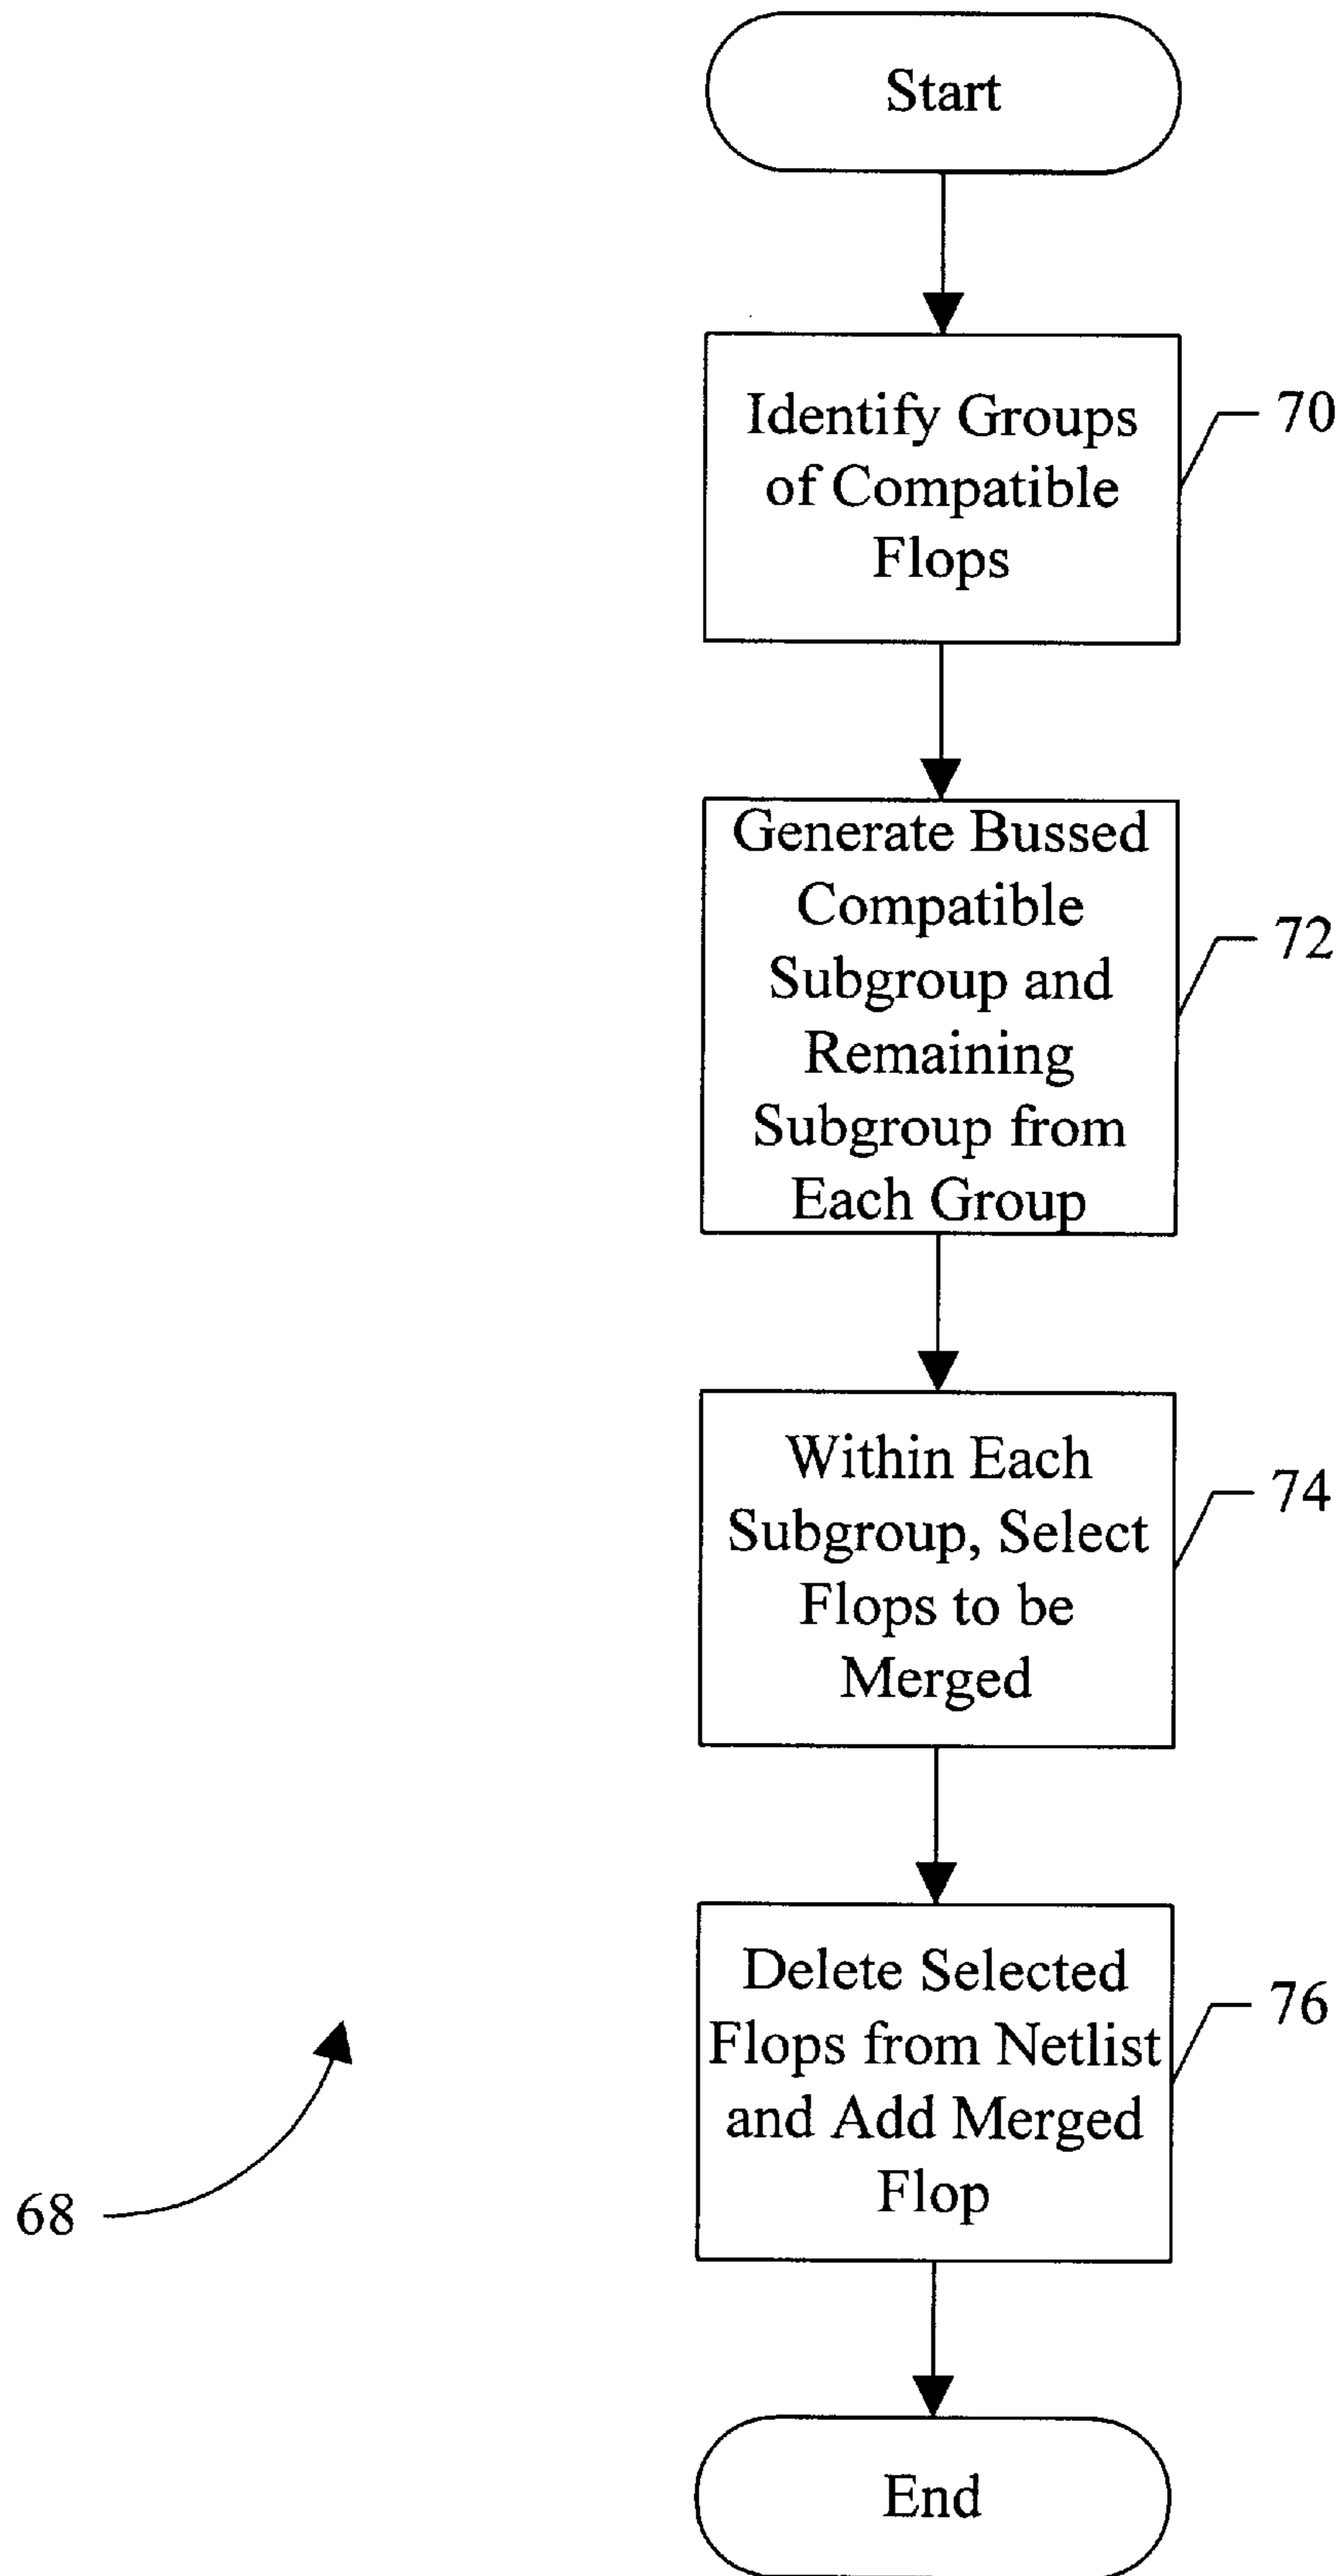 Start
Identify Groups
of Compatible
Flops
70
Generate Bussed
Compatible
Subgroup and
Remaining
Subgroup from
Each Group
72
Within Each
Subgroup, Select
Flops to be
Merged
74
Delete Selected
Flops from Netlist
and Add Merged
Flop
76
68
End